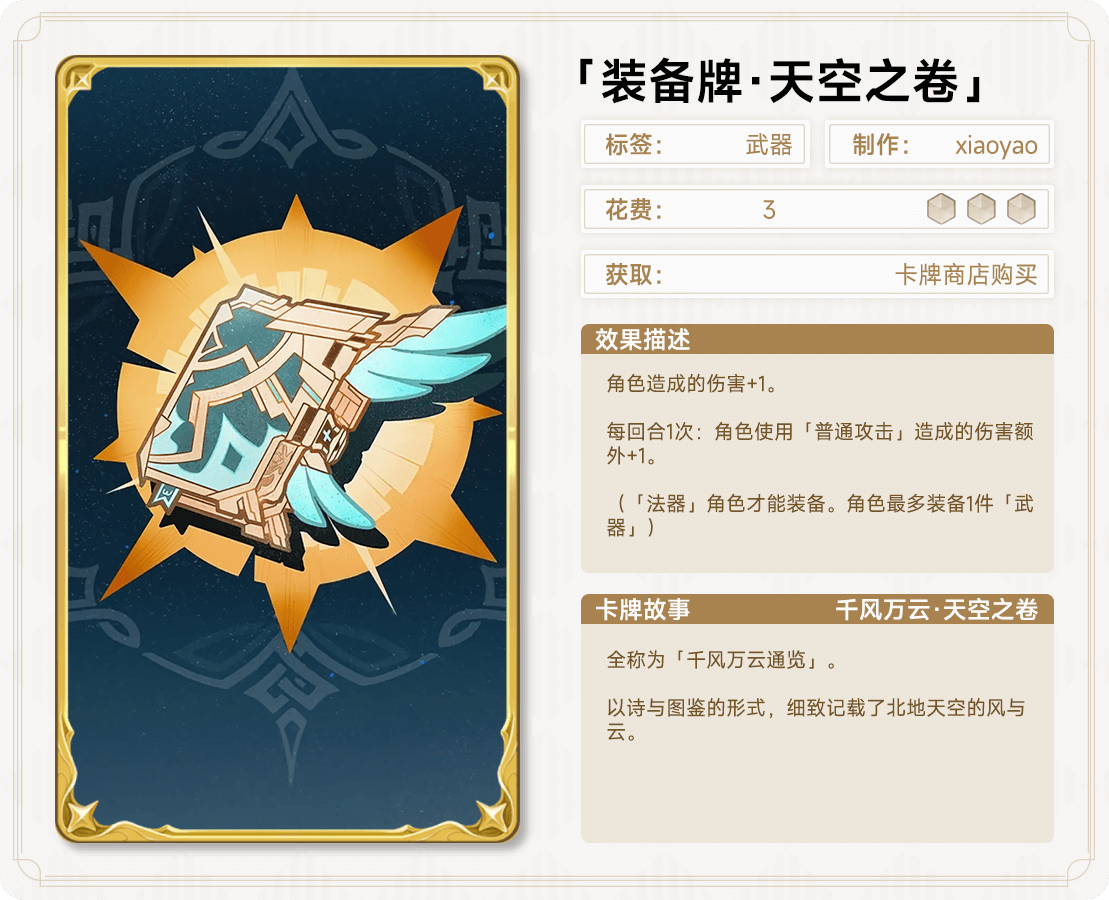 「装备牌·天空之卷」
标签： 武器
制作： xiaoyao
花费： 3
获取： 卡牌商店购买
效果描述
角色造成的伤害+1。
每回合1次：角色使用「普通攻击」造成的伤害额
外+1。
（「法器」角色才能装备。角色最多装备1件「武
器」）
卡牌故事 千风万云·天空之卷
全称为「千风万云通览」。
以诗与图鉴的形式，细致记载了北地天空的风与
云。